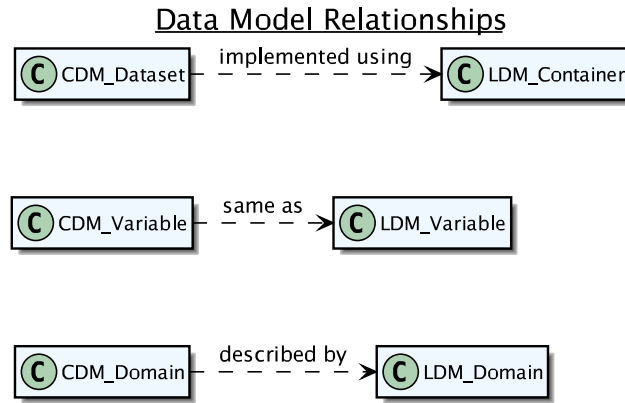 Data Model Relationships
C CDM_Dataset implemented using C LDM_Container
C CDM_Variable same as C LDM_Variable
C CDM_Domain described by C LDM_Domain